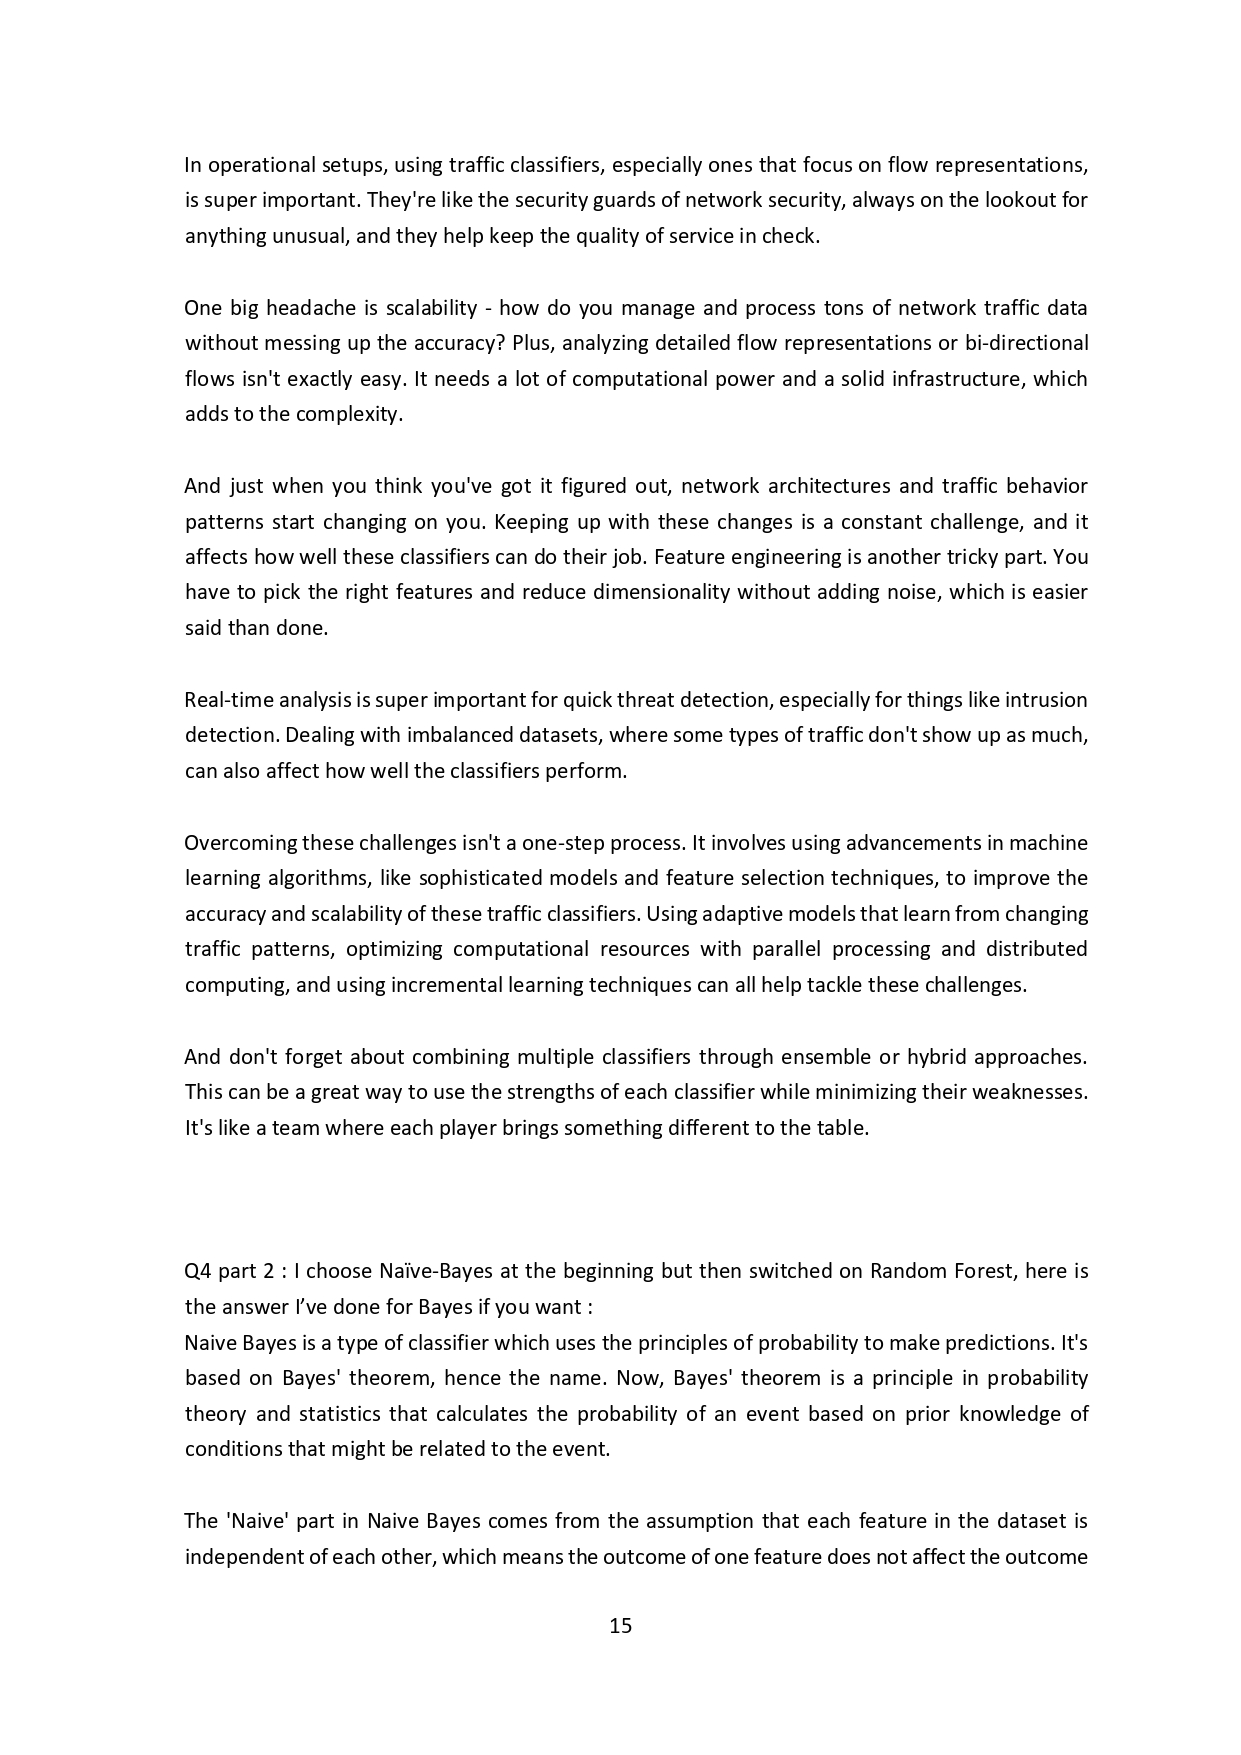 In operational setups, using traffic classifiers, especially ones that focus on flow representations,
is super important. They're like the security guards of network security, always on the lookout for
anything unusual, and they help keep the quality of service in check.
One big headache is scalability - how do you manage and process tons of network traffic data
without messing up the accuracy? Plus, analyzing detailed flow representations or bi-directional
flows isn't exactly easy. It needs a lot of computational power and a solid infrastructure, which
adds to the complexity.
And just when you think you've got it figured out, network architectures and traffic behavior
patterns start changing on you. Keeping up with these changes is a constant challenge, and it
affects how well these classifiers can do their job. Feature engineering is another tricky part. You
have to pick the right features and reduce dimensionality without adding noise, which is easier
said than done.
Real-time analysis is super important for quick threat detection, especially for things like intrusion
detection. Dealing with imbalanced datasets, where some types of traffic don't show up as much,
can also affect how well the classifiers perform.
Overcoming these challenges isn't a one-step process. It involves using advancements in machine
learning algorithms, like sophisticated models and feature selection techniques, to improve the
accuracy and scalability of these traffic classifiers. Using adaptive models that learn from changing
traffic patterns, optimizing computational resources with parallel processing and distributed
computing, and using incremental learning techniques can all help tackle these challenges.
And don't forget about combining multiple classifiers through ensemble or hybrid approaches.
This can be a great way to use the strengths of each classifier while minimizing their weaknesses.
It's like a team where each player brings something different to the table.
Q4 part 2 : I choose Naïve-Bayes at the beginning but then switched on Random Forest, here is
the answer I’ve done for Bayes if you want :
Naive Bayes is a type of classifier which uses the principles of probability to make predictions. It's
based on Bayes' theorem, hence the name. Now, Bayes' theorem is a principle in probability
theory and statistics that calculates the probability of an event based on prior knowledge of
conditions that might be related to the event.
The 'Naive' part in Naive Bayes comes from the assumption that each feature in the dataset is
independent of each other, which means the outcome of one feature does not affect the outcome
15